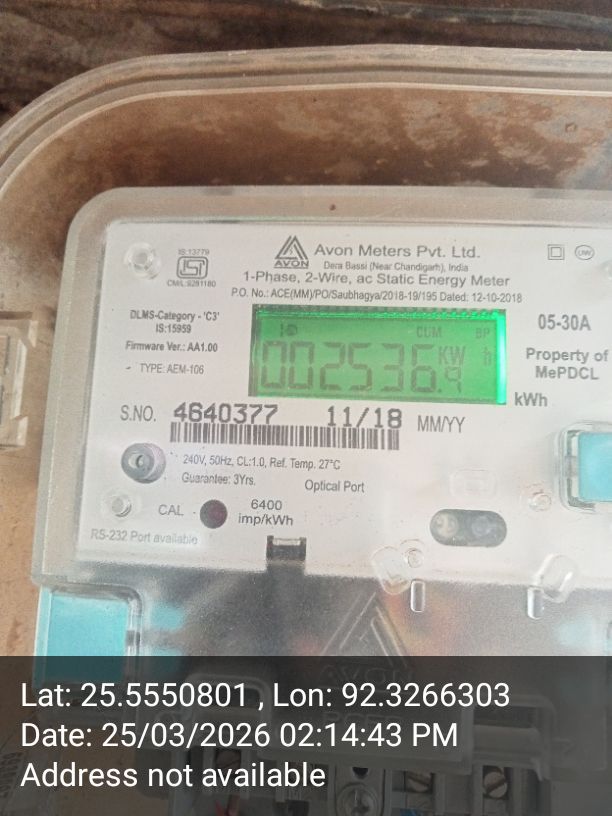 IS:13779
ISI
CM/L:9281180
AVON
Avon Meters Pvt. Ltd.
Dera Bassi (Near Chandigarh), India
1-Phase, 2-Wire, ac Static Energy Meter
P.O. No.: ACE(MM)/PO/Saubhagya/2018-19/195 Dated: 12-10-2018
DLMS-Category - 'C3'
IS:15959
Firmware Ver.: AA1.00
TYPE: AEM-106
CUM BP
002536.9 KW h
kWh
05-30A
Property of
MePDCL
S.NO. 4640377 11/18 MM/YY
240V, 50Hz, CL:1.0, Ref. Temp. 27°C
Guarantee: 3Yrs.
Optical Port
CAL
6400
imp/kWh
RS-232 Port available
AVON
Lat: 25.5550801 , Lon: 92.3266303
Date: 25/03/2026 02:14:43 PM
Address not available